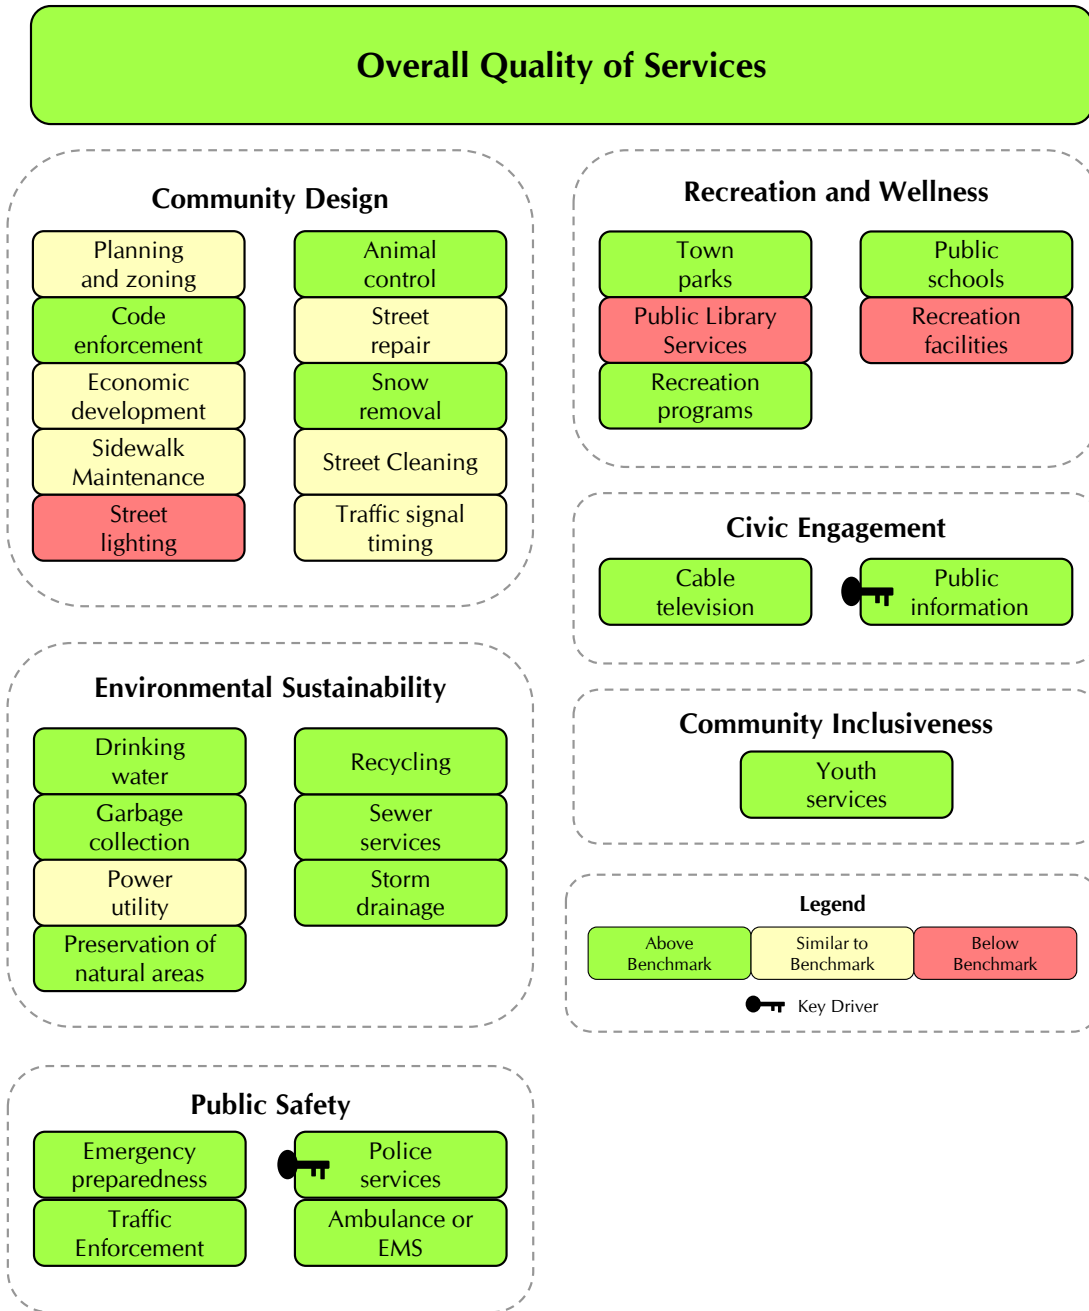 Overall Quality of Services
Community Design
Planning
and zoning
Animal
control
Code
enforcement
Street
repair
Economic
development
Snow
removal
Sidewalk
Maintenance
Street Cleaning
Street
lighting
Traffic signal
timing
Environmental Sustainability
Drinking
water
Recycling
Garbage
collection
Sewer
services
Power
utility
Storm
drainage
Preservation of
natural areas
Public Safety
Emergency
preparedness
Police
services
Traffic
Enforcement
Ambulance or
EMS
Recreation and Wellness
Town
parks
Public
schools
Public Library
Services
Recreation
facilities
Recreation
programs
Civic Engagement
Cable
television
Public
information
Community Inclusiveness
Youth
services
Legend
Above
Benchmark
Similar to
Benchmark
Below
Benchmark
Key Driver